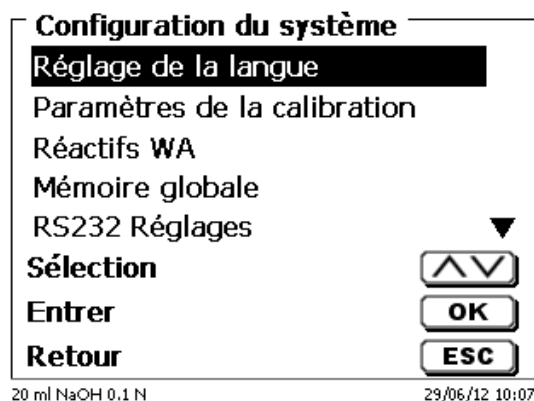 Configuration du système
Réglage de la langue
Paramètres de la calibration
Réactifs WA
Mémoire globale
RS232 Réglages
Sélection
Entrer OK
Retour ESC
20 ml NaOH 0.1 N 29/06/12 10:07